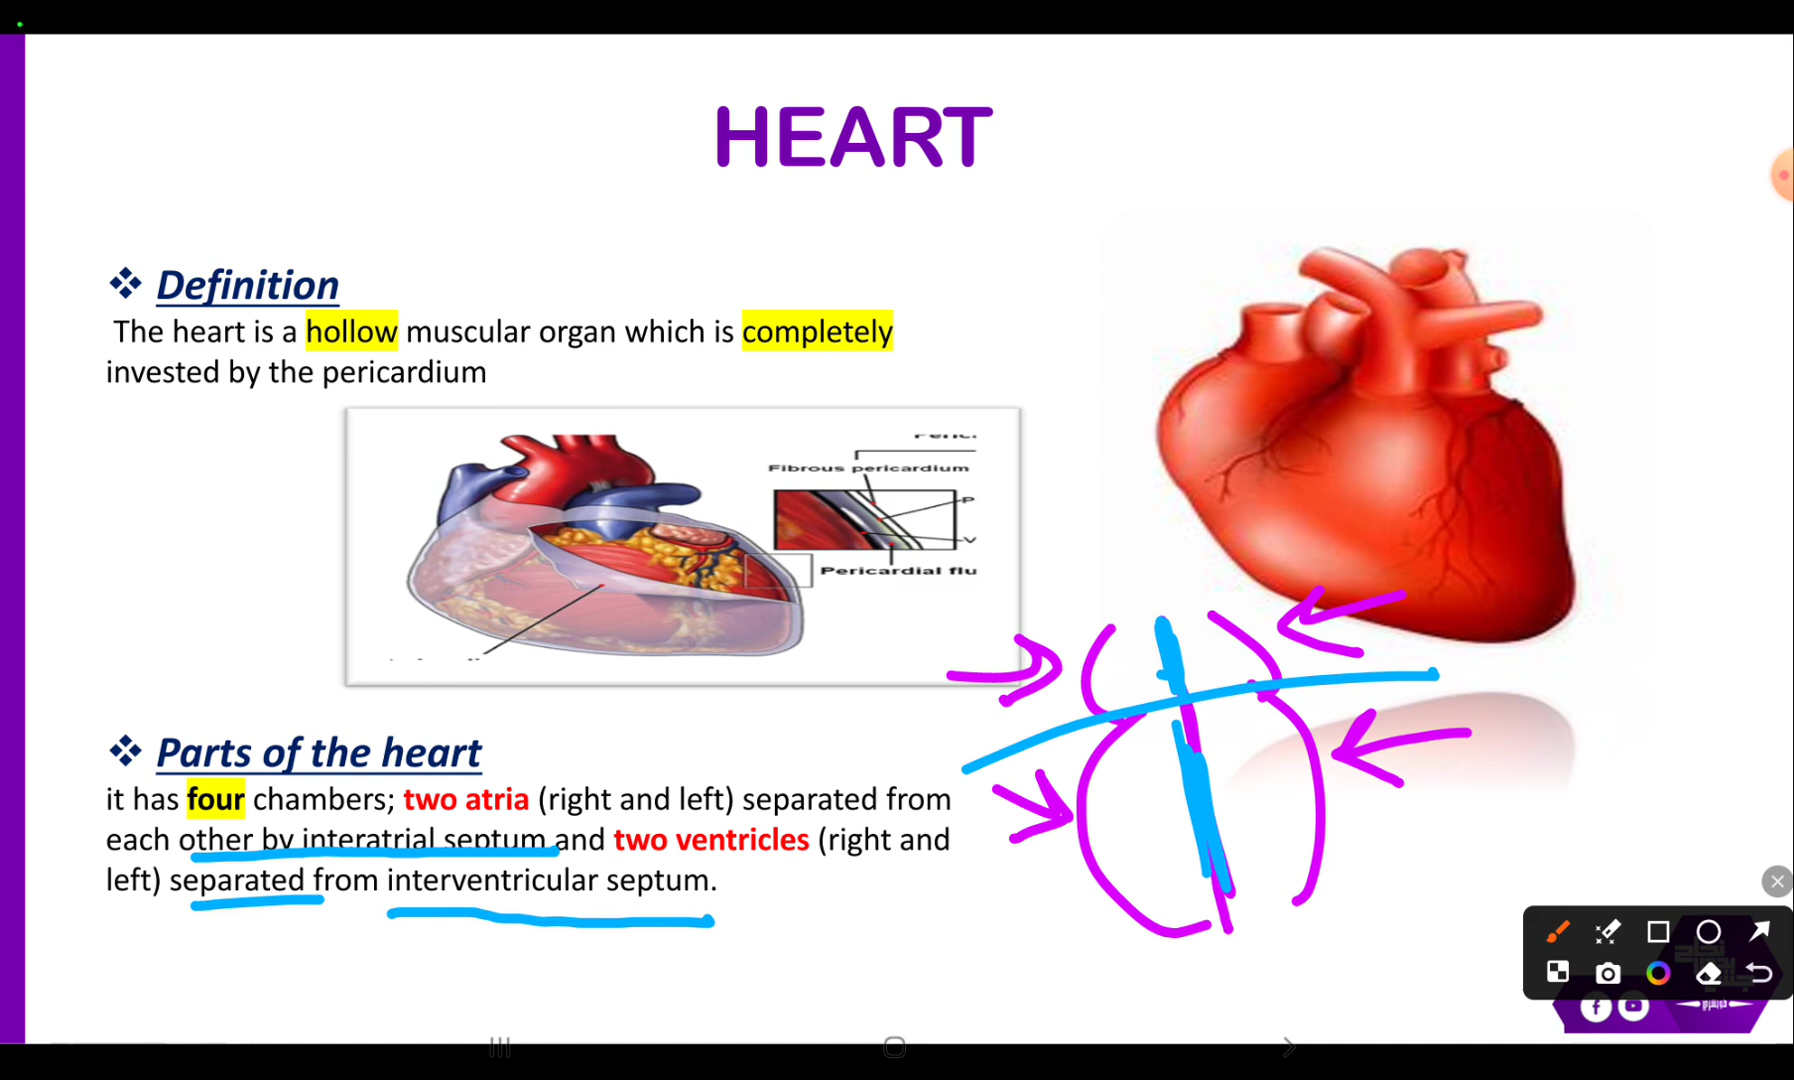 HEART
❖ Definition
The heart is a hollow muscular organ which is completely
invested by the pericardium
Fibrous pericardium
P
V
Pericardial flu
❖ Parts of the heart
it has four chambers; two atria (right and left) separated from
each other by interatrial septum and two ventricles (right and
left) separated from interventricular septum.